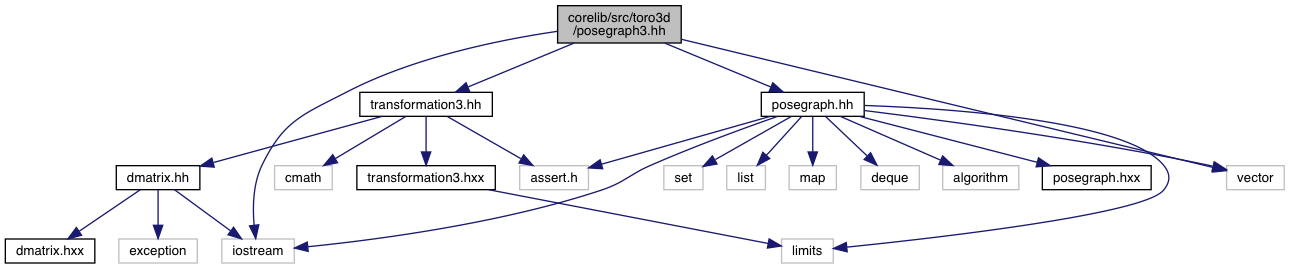 corelib/src/toro3d
/posegraph3.hh
transformation3.hh
posegraph.hh
dmatrix.hh
cmath
transformation3.hxx
assert.h
set
list
map
deque
algorithm
posegraph.hxx
vector
dmatrix.hxx
exception
iostream
limits